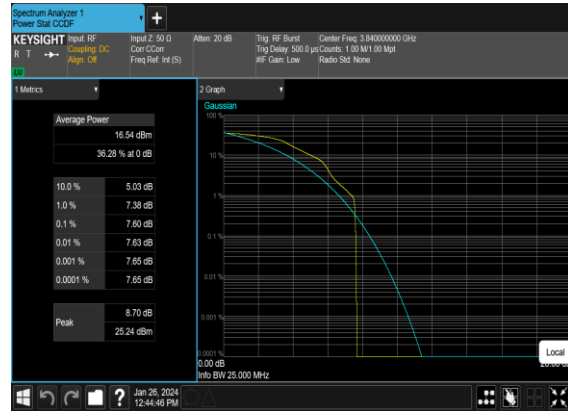 Spectrum Analyzer 1
Power Stat CCDF
KEYSIGHT
R T
LXI
Input: RF
Coupling: DC
Align: Off
Input Z: 50 Ω
Corr CCorr
Freq Ref: Int (S)
Atten: 20 dB
Trig: RF Burst
Trig Delay: 500.0 µs
#IF Gain: Low
Center Freq: 3.840000000 GHz
Counts: 1.00 M/1.00 Mpt
Radio Std: None
1 Metrics
Average Power
16.54 dBm
36.28 % at 0 dB
10.0 % 5.03 dB
1.0 % 7.38 dB
0.1 % 7.60 dB
0.01 % 7.63 dB
0.001 % 7.65 dB
0.0001 % 7.65 dB
Peak
8.70 dB
25.24 dBm
2 Graph
Gaussian
100 %
10 %
1 %
0.1 %
0.01 %
0.001 %
0.0001 %
0.00 dB
Info BW 25.000 MHz
Local
Jan 26, 2024
12:44:46 PM